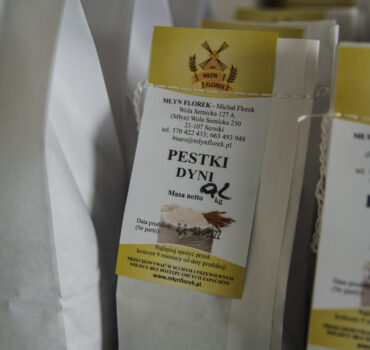 MŁYN
FLOREK
MŁYN FLOREK - Michał Florek
Wola Sernicka 127 A
(Młyn) Wola Sernicka 250
21-107 Serniki
tel. 570 422 433; 663 493 948
biuro@mlynflorek.pl
PESTKI
DYNI
Masa netto
kg
Data produkcji
(Nr partii)
Najlepiej spożyć przed
końcem 9 miesięcy od daty produkcji
PRZECHOWYWAĆ W SUCHYM I PRZEWIEWNYM
MIEJSCU BEZ DOSTĘPU OBCYCH ZAPACHÓW
www.mlynflorek.pl